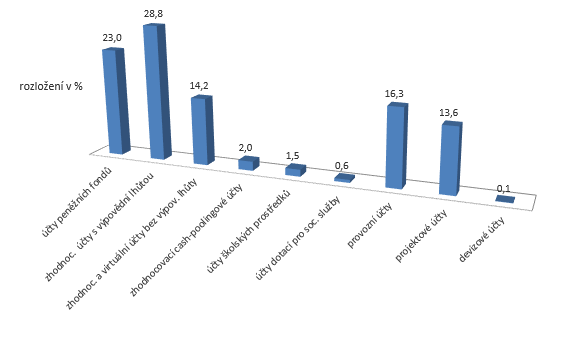 28,8
23,0
14,2
rozložení v %
16,3
13,6
2,0
1,5
0,6
0,1
účty peněžních fondů
zhodnoc. účty s výpovědní lhůtou
zhodnoc. a virtuální účty bez výpov. lhůty
zhodnocovací cash-poolingové účty
účty školských prostředků
účty dotací pro soc. služby
provozní účty
projektové účty
devizové účty